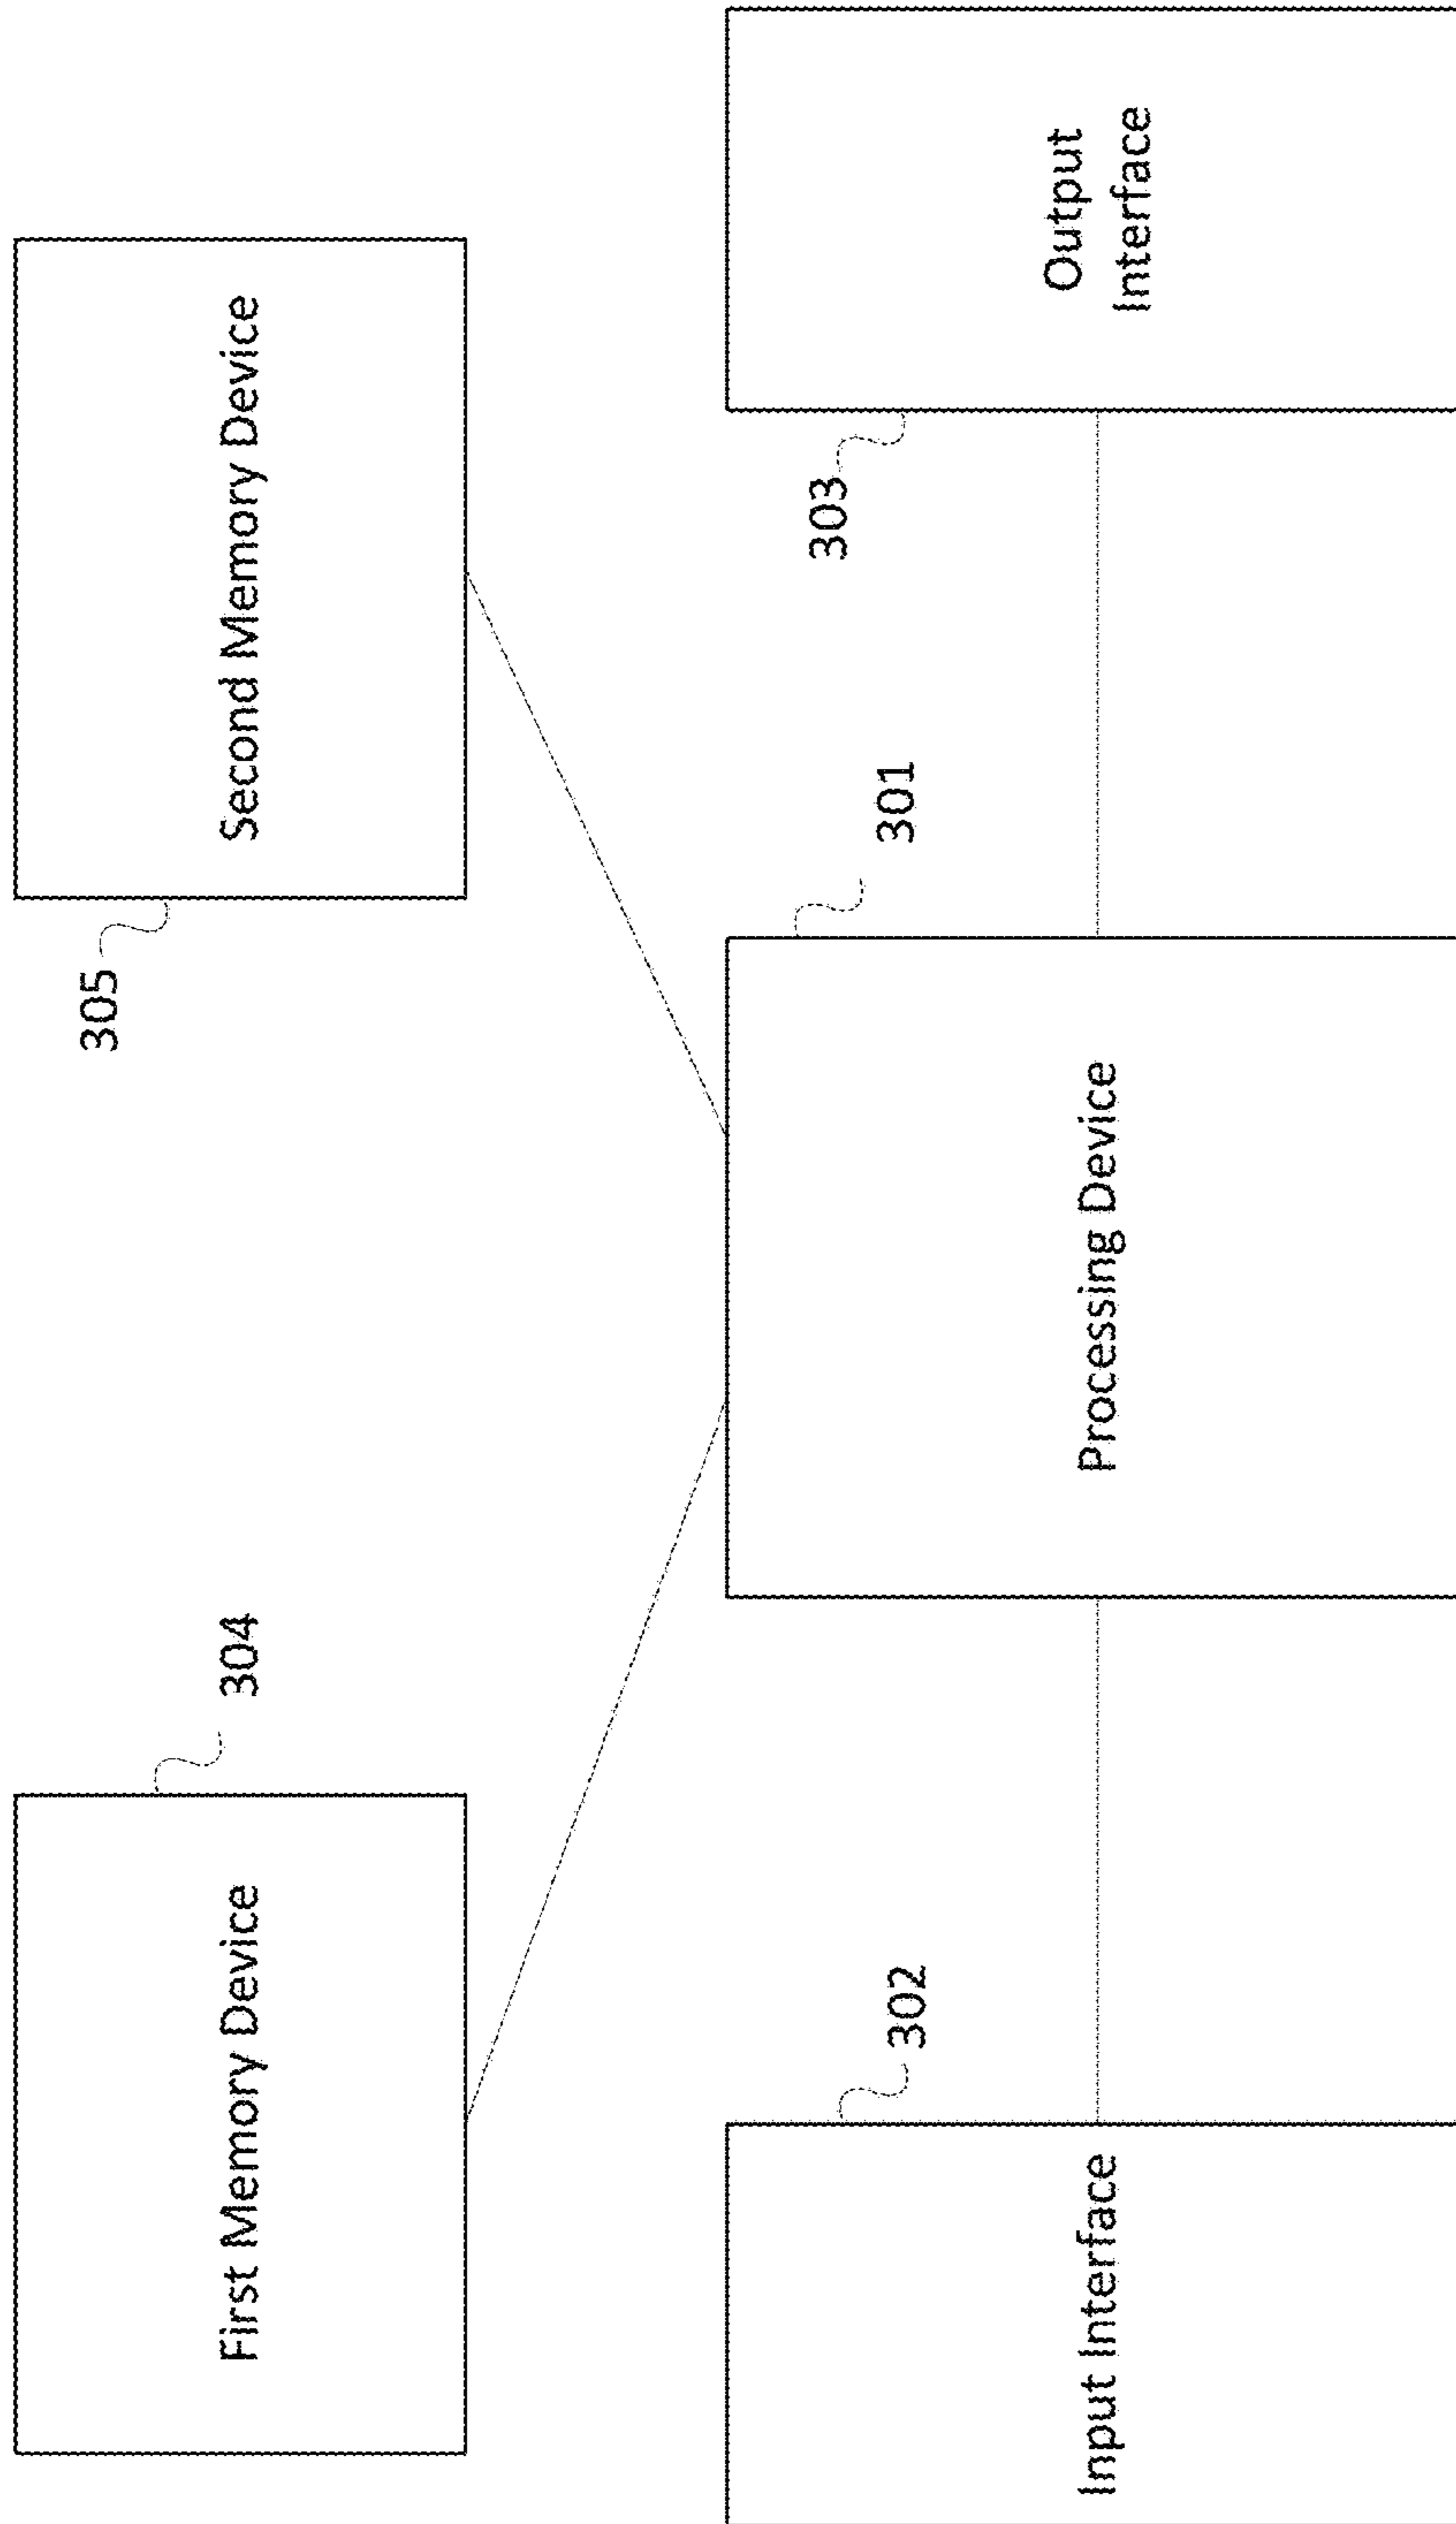 First Memory Device
304
305
Second Memory Device
302
Input Interface
Processing Device
301
303
Output
Interface